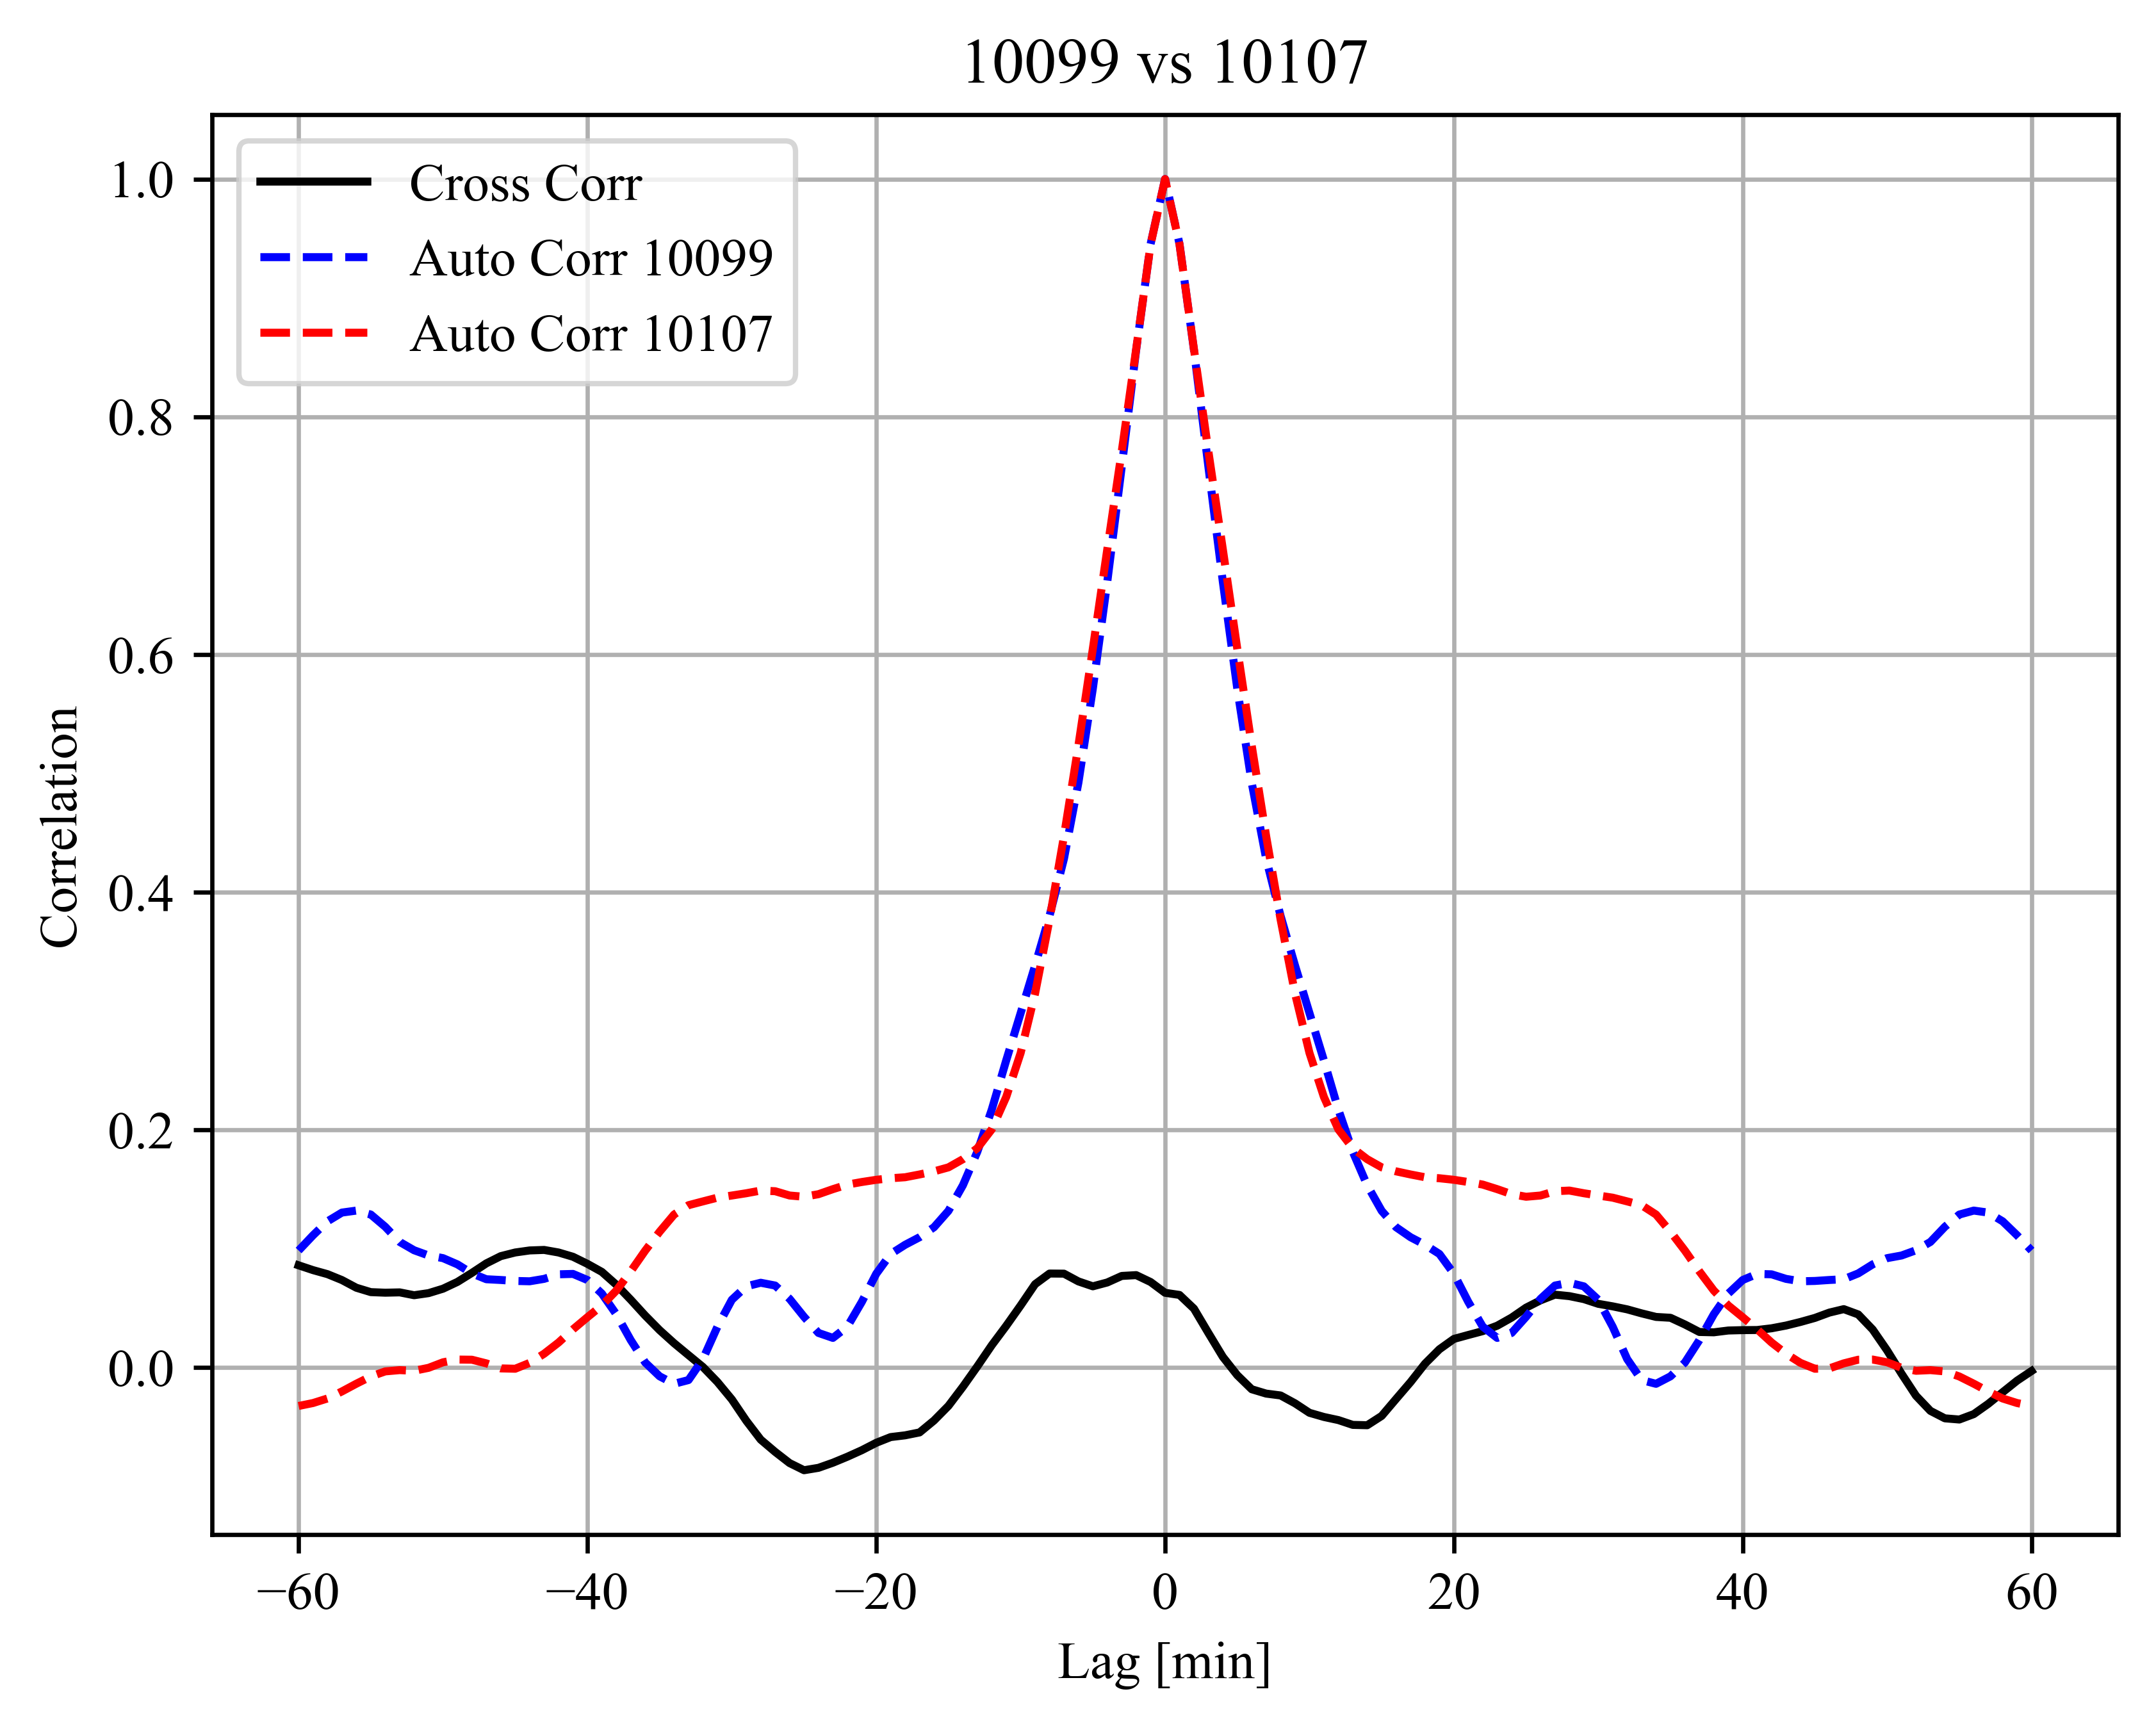 10099 vs 10107
Cross Corr
Auto Corr 10099
Auto Corr 10107
1.0
0.8
0.6
0.4
0.2
0.0
Correlation
−60 −40 −20 0 20 40 60
Lag [min]